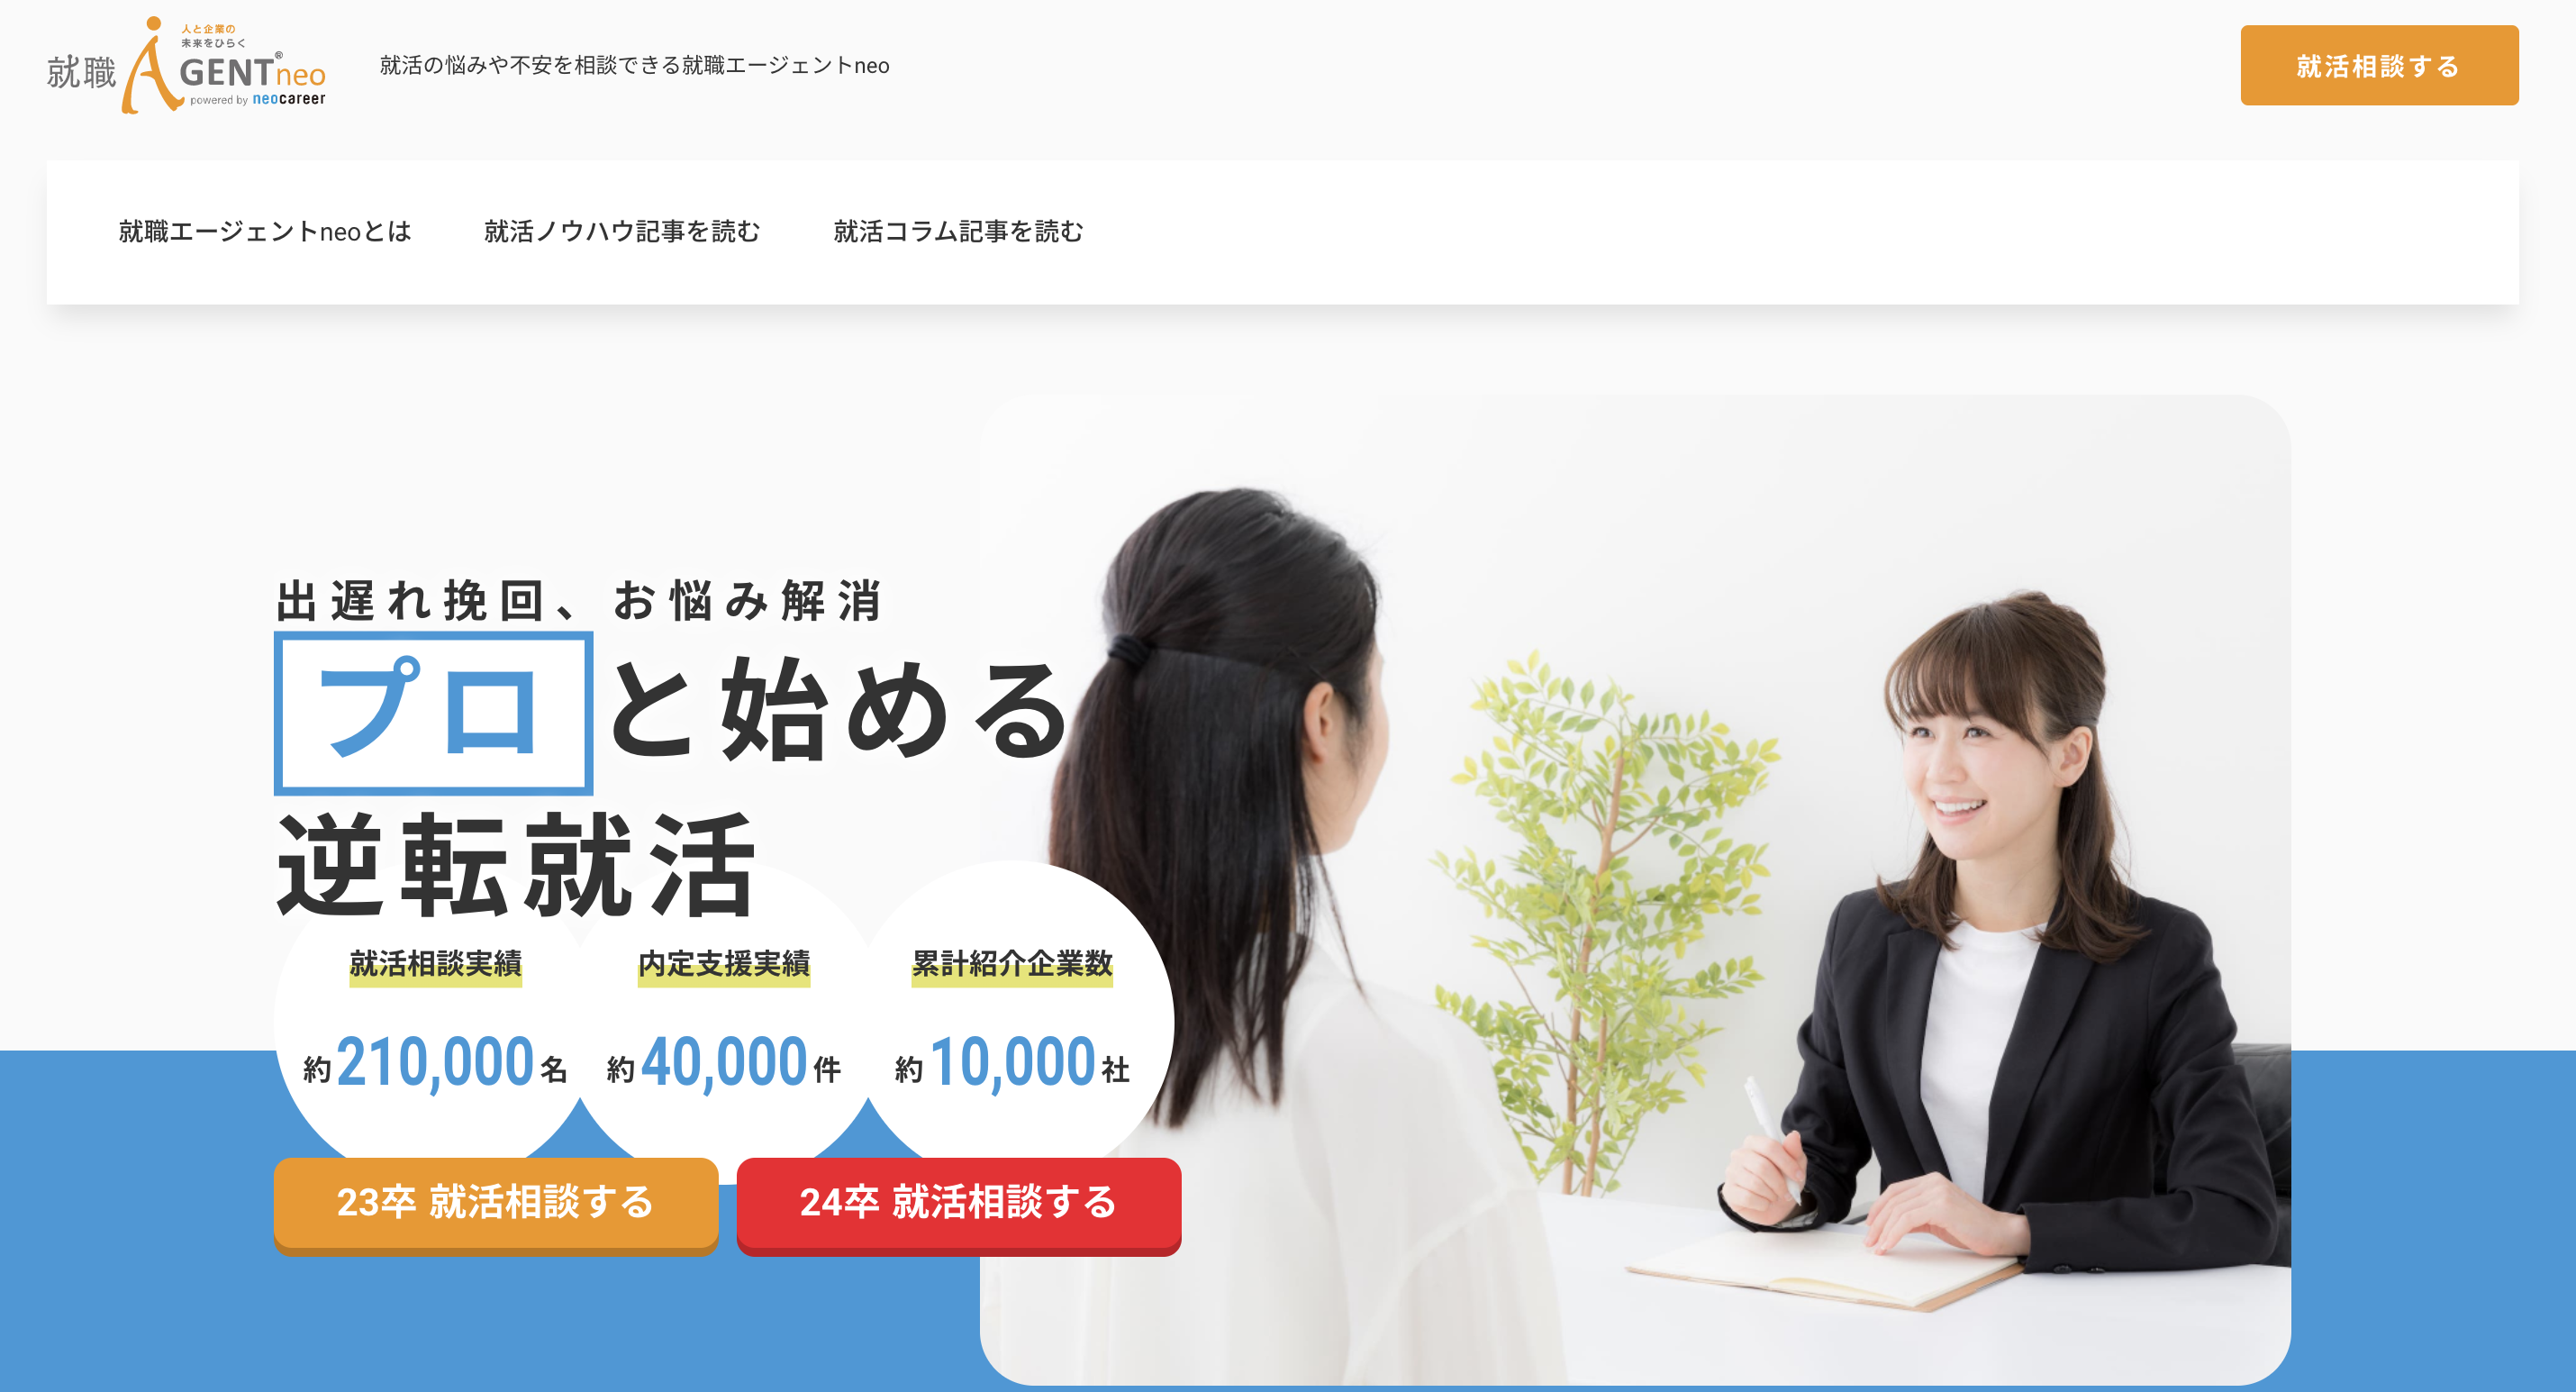 就職AGENT®neo
人と企業の
未来をひらく
powered by neocareer
就活の悩みや不安を相談できる就職エージェントneo
就活相談する
就職エージェントneoとは
就活ノウハウ記事を読む
就活コラム記事を読む
出遅れ挽回、お悩み解消
プロと始める
逆転就活
就活相談実績
約210,000名
内定支援実績
約40,000件
累計紹介企業数
約10,000社
23卒 就活相談する
24卒 就活相談する